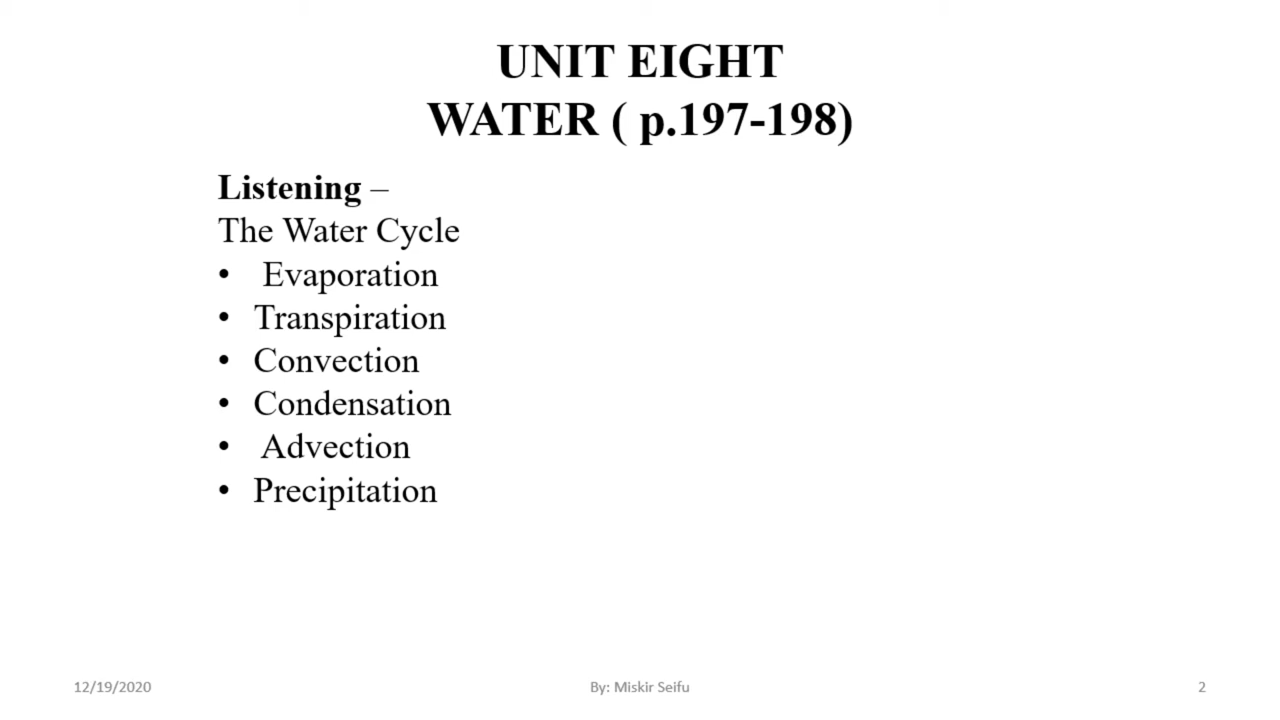 UNIT EIGHT
WATER ( p.197-198)
Listening –
The Water Cycle
• Evaporation
• Transpiration
• Convection
• Condensation
• Advection
• Precipitation
12/19/2020
By: Miskir Seifu
2